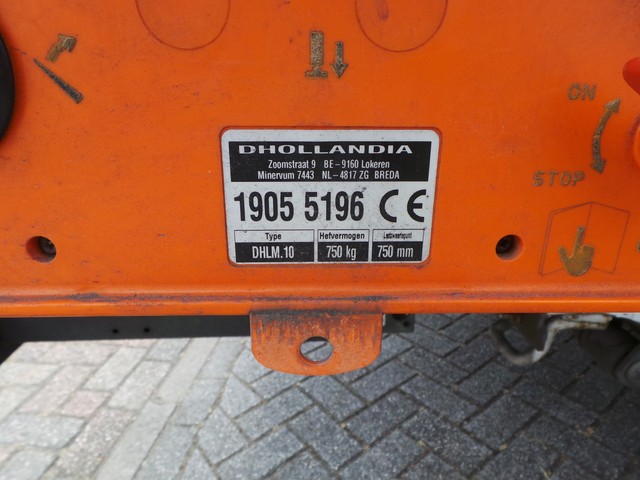 ON
STOP
DHOLLANDIA
Zoomstraat 9 BE-9160 Lokeren
Minervum 7443 NL-4817 ZG BREDA
1905 5196 CE
Type Hefvermogen Lastzwaartepunt
DHLM.10 750 kg 750 mm